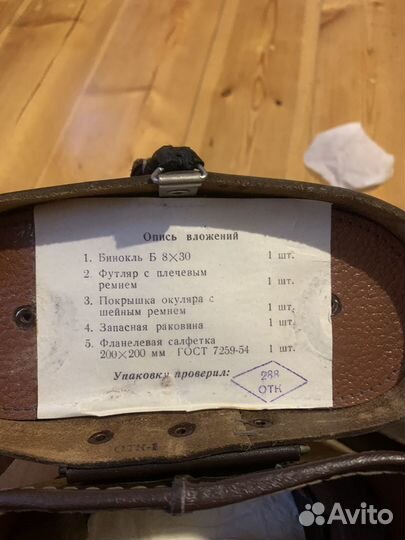 Опись вложений
1. Бинокль Б 8×30 1 шт.
2. Футляр с плечевым
ремнем 1 шт.
3. Покрышка окуляра с
шейным ремнем 1 шт.
4. Запасная раковина 1 шт.
5. Фланелевая салфетка
200×200 мм ГОСТ 7259-54 1 шт.
Упаковку проверил:
288
ОТК
Avito